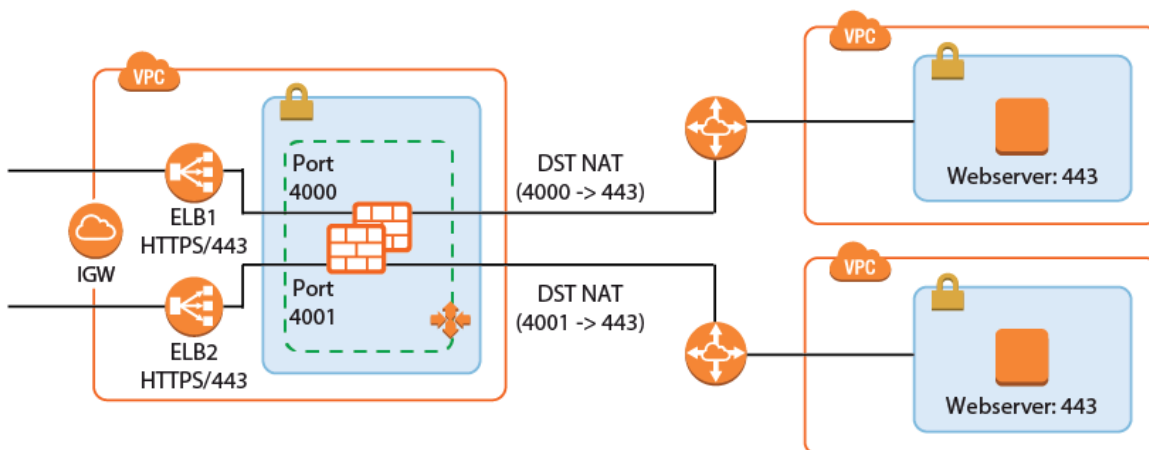 VPC
Port
4000
ELB1
HTTPS/443
IGW
Port
4001
ELB2
HTTPS/443
DST NAT
(4000 -> 443)
DST NAT
(4001 -> 443)
VPC
Webserver: 443
VPC
Webserver: 443